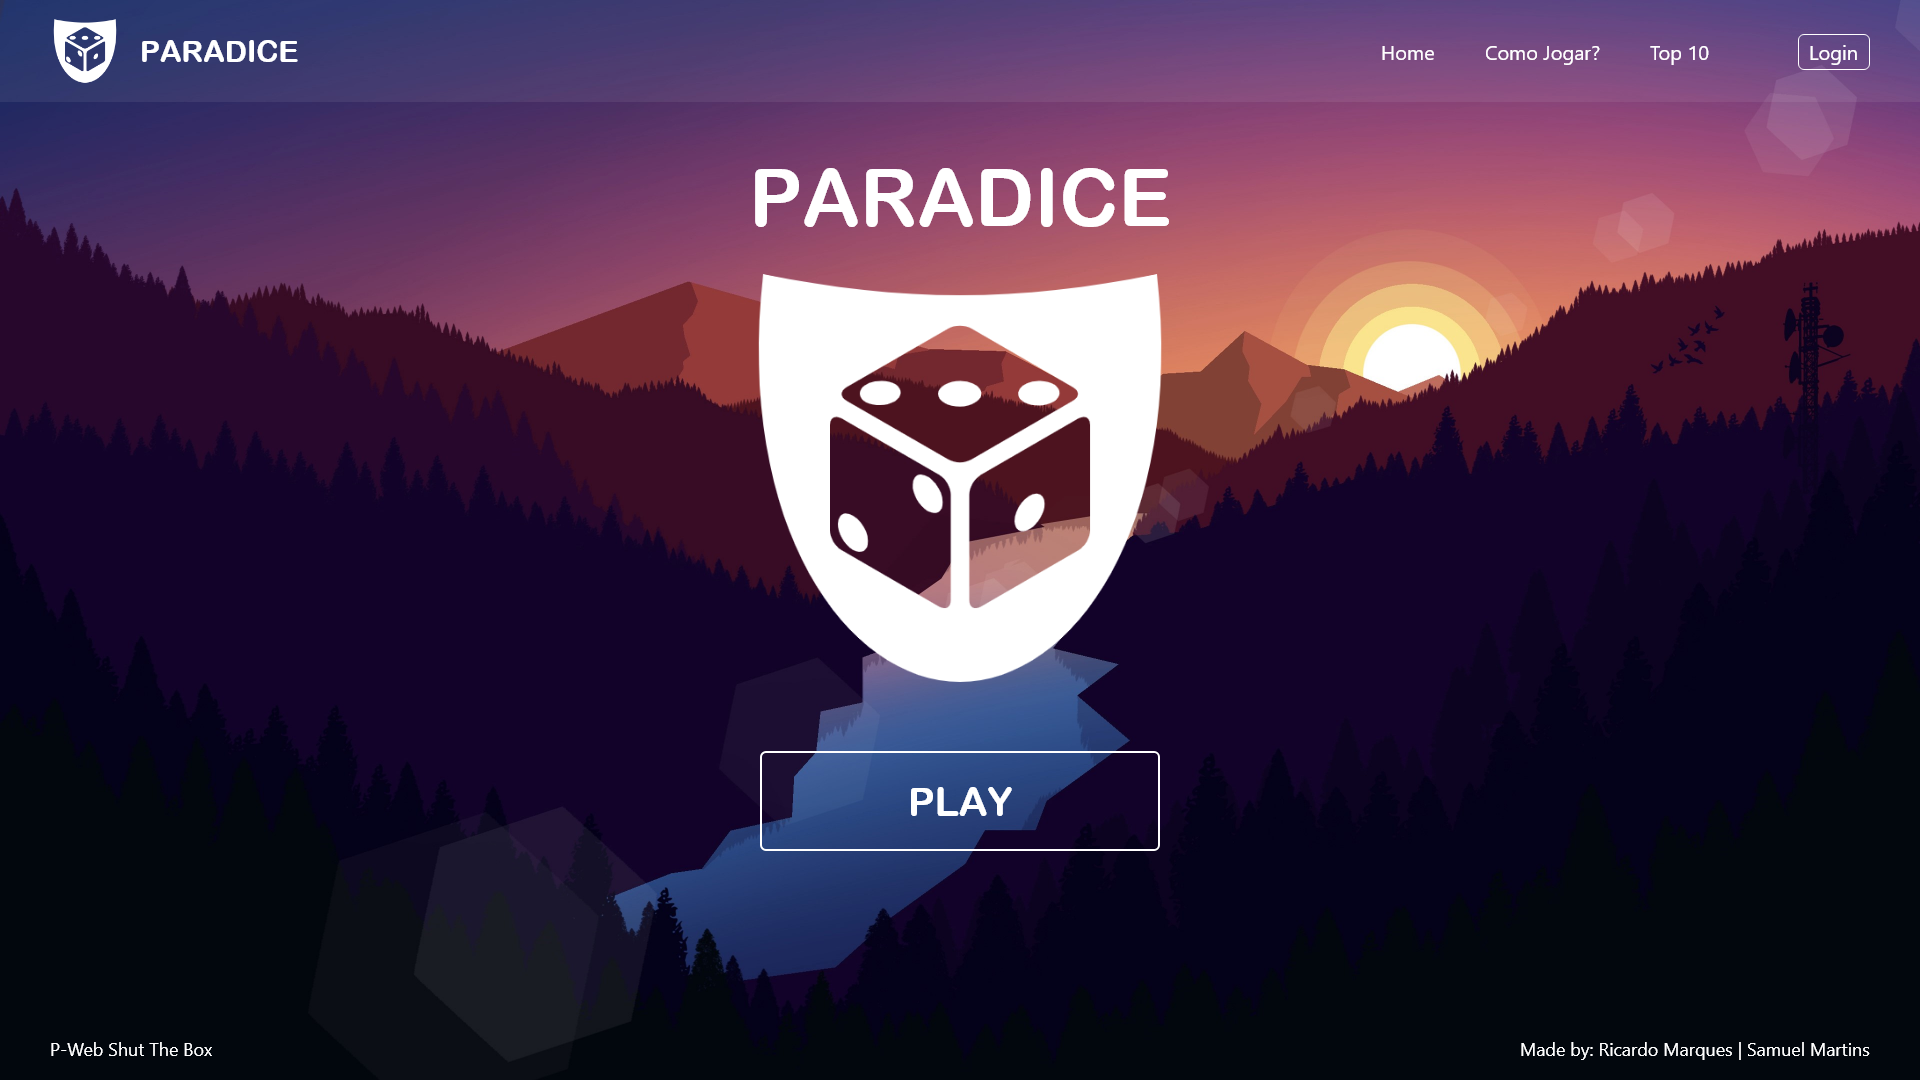 PARADICE
Home
Como Jogar?
Top 10
Login
PARADICE
PLAY
P-Web Shut The Box
Made by: Ricardo Marques | Samuel Martins